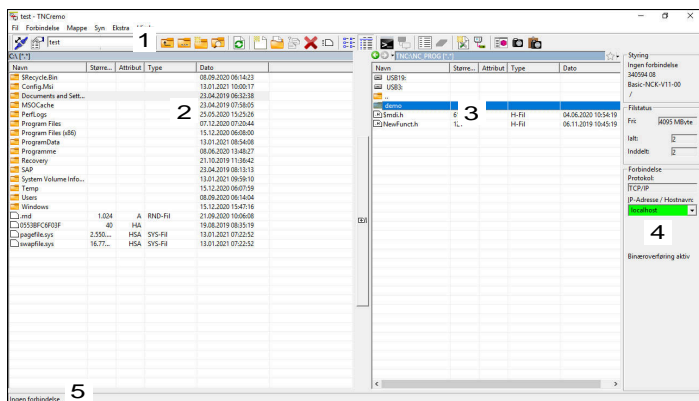 test - TNCremo
Fil Forbindelse Mappe Syn Ekstra
test
1
C:\ [*.*]
Navn Større... Attribut Type Dato
$Recycle.Bin 08.09.2020 06:14:23
Config.Msi 13.01.2021 10:00:17
Documents and Sett... 23.04.2019 06:32:38
MSOCache 23.04.2019 07:58:05
PerfLogs 25.05.2020 15:25:26
Program Files 07.12.2020 07:20:44
Program Files (x86) 15.12.2020 06:08:00
ProgramData 13.01.2021 08:54:08
Programme 08.06.2020 13:48:27
Recovery 21.10.2019 11:36:42
SAP 23.04.2019 08:13:13
System Volume Info... 13.01.2021 09:59:10
Temp 15.12.2020 06:07:59
Users 08.09.2020 06:14:04
Windows 15.12.2020 15:47:16
.rnd 1.024 A RND-Fil 21.09.2020 10:06:08
0553BFC6F03F 40 HA 19.08.2019 08:35:19
pagefile.sys 2.550.... HSA SYS-Fil 13.01.2021 07:22:52
swapfile.sys 16.77... HSA SYS-Fil 13.01.2021 07:22:52
2
TNC:\NC_PROG [*.*]
Navn Større... Attribut Type Dato
USB19:
USB3:
..
demo
$mdi.h 6 H-Fil 04.06.2020 10:54:19
NewFunct.h 1. H-Fil 06.11.2019 10:45:19
3
Styring
Ingen forbindelse
340594 08
Basic-NCK-V11-00
/
Filstatus
Fri: 4095 MByte
Ialt: 2
Inddelt: 2
Forbindelse
Protokol:
TCP/IP
IP-Adresse / Hostnavn:
localhost
4
Binæroverføring aktiv
Ingen forbindelse
5